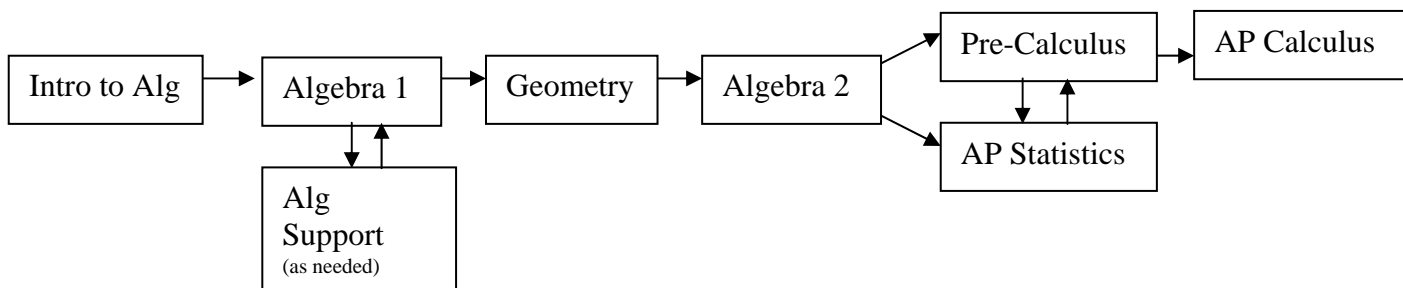 Intro to Alg
Algebra 1
Alg
Support
(as needed)
Geometry
Algebra 2
Pre-Calculus
AP Statistics
AP Calculus